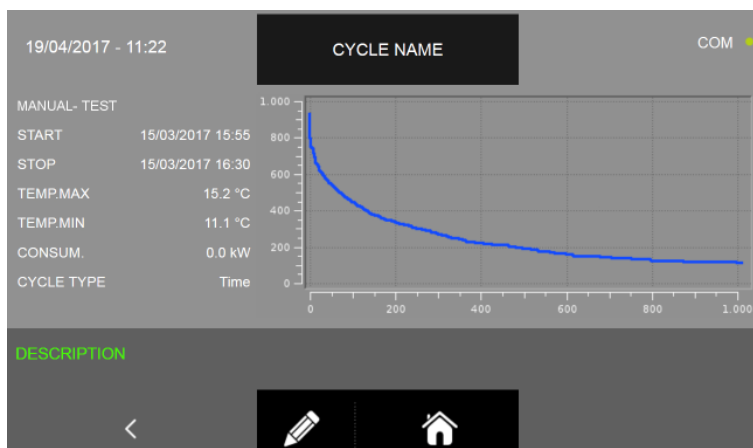 19/04/2017 - 11:22
CYCLE NAME
COM
MANUAL- TEST
START 15/03/2017 15:55
STOP 15/03/2017 16:30
TEMP.MAX 15.2 °C
TEMP.MIN 11.1 °C
CONSUM. 0.0 kW
CYCLE TYPE Time
1.000
800
600
400
200
0
0 200 400 600 800 1.000
DESCRIPTION